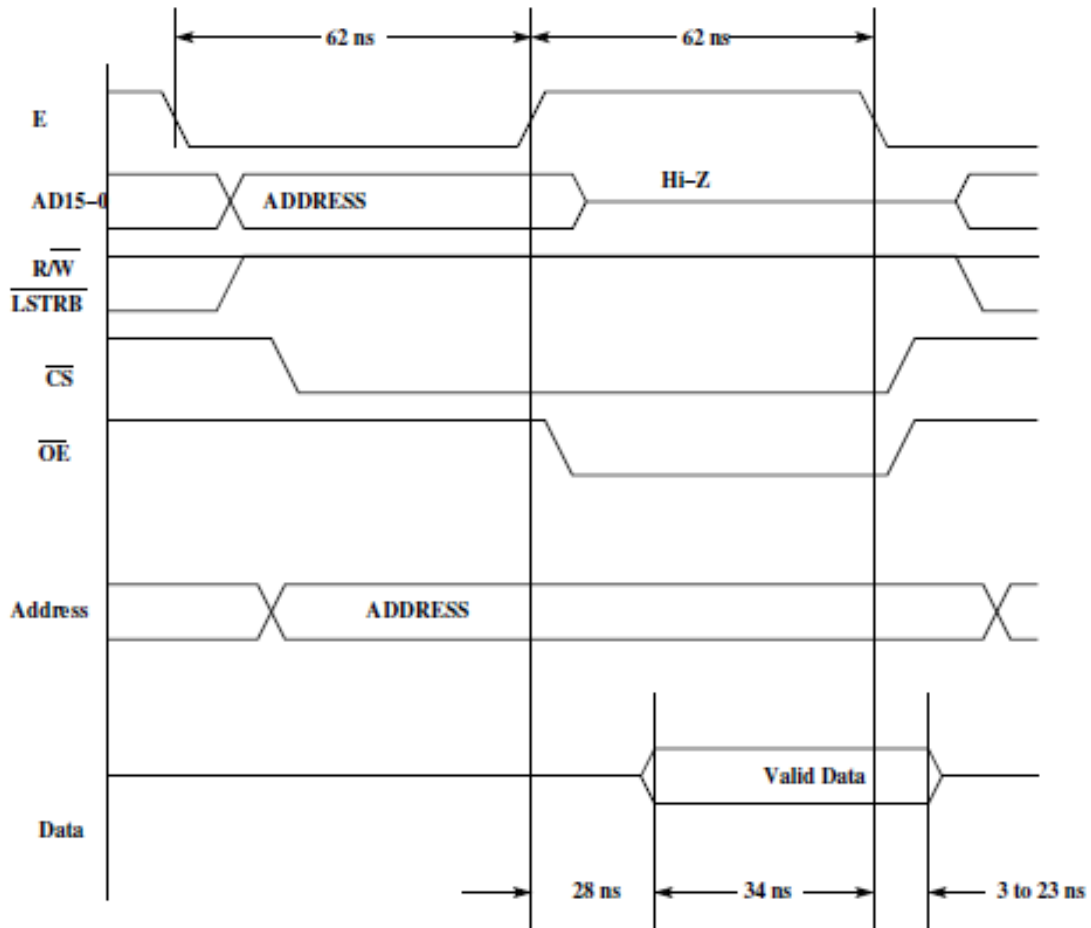 62 ns 62 ns
E
AD15-0 ADDRESS Hi-Z
R/W
LSTRB
CS
OE
Address ADDRESS
Valid Data
Data
28 ns 34 ns 3 to 23 ns